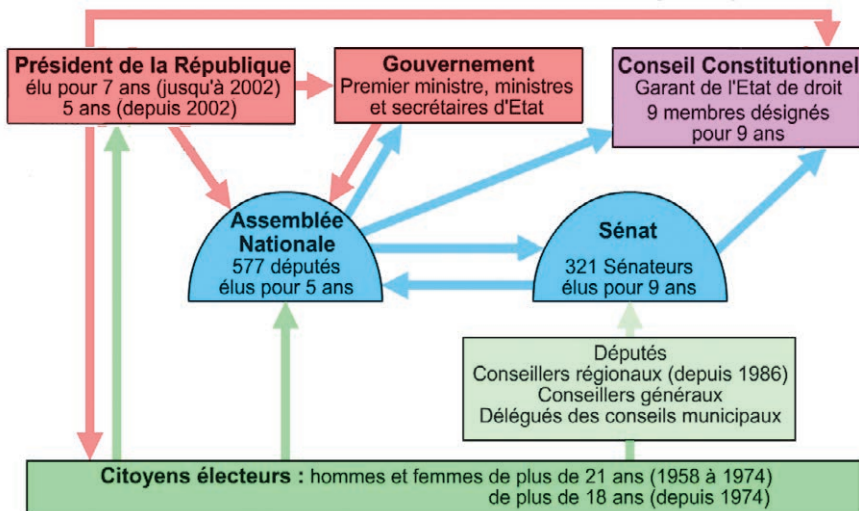 Président de la République
élu pour 7 ans (jusqu'à 2002)
5 ans (depuis 2002)
Gouvernement
Premier ministre, ministres
et secrétaires d'Etat
Conseil Constitutionnel
Garant de l'Etat de droit
9 membres désignés
pour 9 ans
Assemblée
Nationale
577 députés
élus pour 5 ans
Sénat
321 Sénateurs
élus pour 9 ans
Députés
Conseillers régionaux (depuis 1986)
Conseillers généraux
Délégués des conseils municipaux
Citoyens électeurs : hommes et femmes de plus de 21 ans (1958 à 1974)
de plus de 18 ans (depuis 1974)